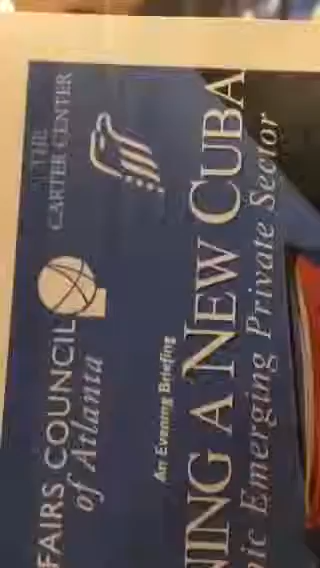 THE
CARTER CENTER
FAIRS COUNCIL
of Atlanta
An Evening Briefing
NING A NEW CUBA
ic Emerging Private Sector